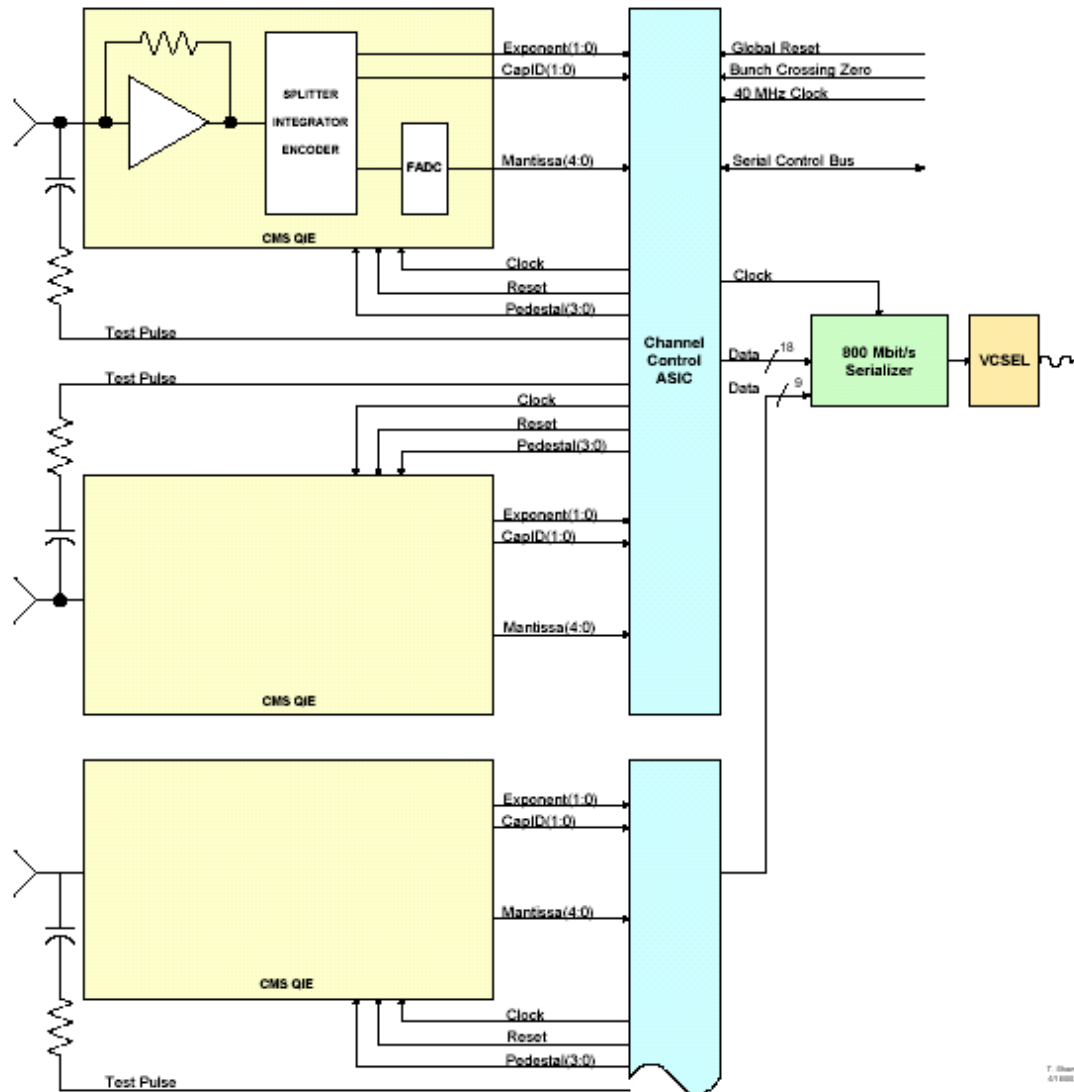 Exponent(1:0)
Global Reset
CapID(1:0)
Bunch Crossing Zero
40 MHz Clock
SPLITTER
INTEGRATOR
ENCODER
FADC
Mantissa(4:0)
Serial Control Bus
CMS QIE
Clock
Clock
Reset
Pedestal(3:0)
Test Pulse
Channel
Control
ASIC
Data
18
800 Mbit/s
Serializer
VCSEL
Test Pulse
Data
9
Clock
Reset
Pedestal(3:0)
Exponent(1:0)
CapID(1:0)
Mantissa(4:0)
CMS QIE
Exponent(1:0)
CapID(1:0)
Mantissa(4:0)
CMS QIE
Clock
Reset
Pedestal(3:0)
Test Pulse